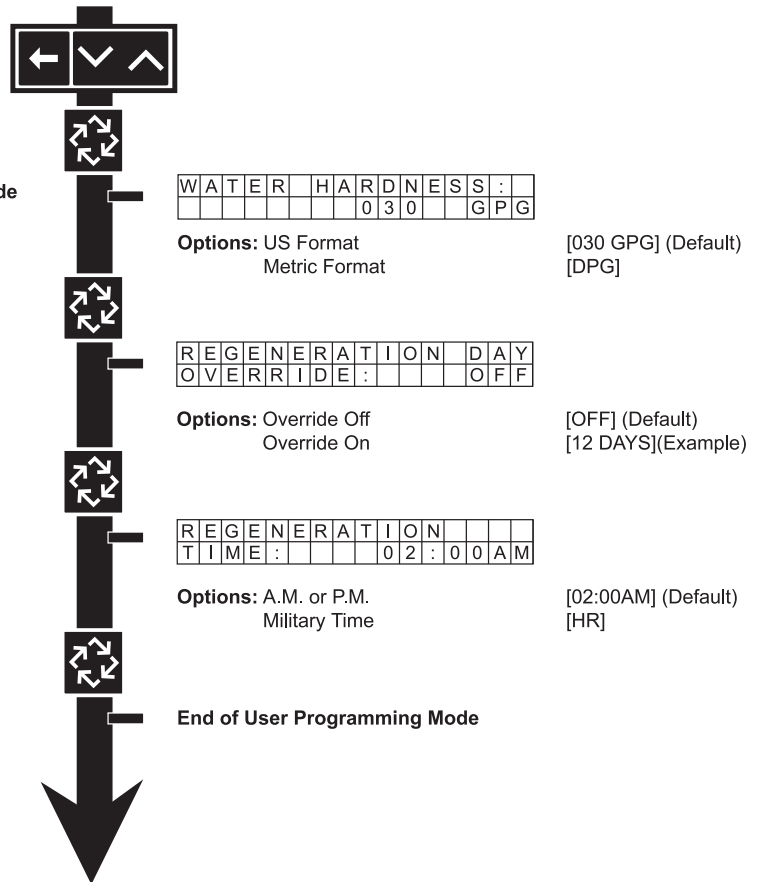 WATER HARDNESS:
030 GPG
Options: US Format [030 GPG] (Default)
Metric Format [DPG]
REGENERATION DAY
OVERRIDE: OFF
Options: Override Off [OFF] (Default)
Override On [12 DAYS](Example)
REGENERATION
TIME: 02:00AM
Options: A.M. or P.M. [02:00AM] (Default)
Military Time [HR]
End of User Programming Mode